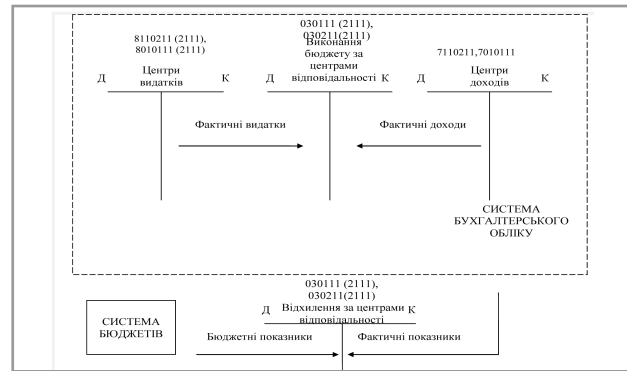 8110211 (2111),
8010111 (2111)
Центри
видатків
Д
К
030111 (2111),
030211(2111)
Виконання
бюджету за
центрами
відповідальності
Д
К
7110211,7010111
Центри
доходів
Д
К
Фактичні видатки
Фактичні доходи
СИСТЕМА
БУХГАЛТЕРСЬКОГО
ОБЛІКУ
030111 (2111),
030211(2111)
Д Відхилення за центрами К
відповідальності
СИСТЕМА
БЮДЖЕТІВ
Бюджетні показники
Фактичні показники